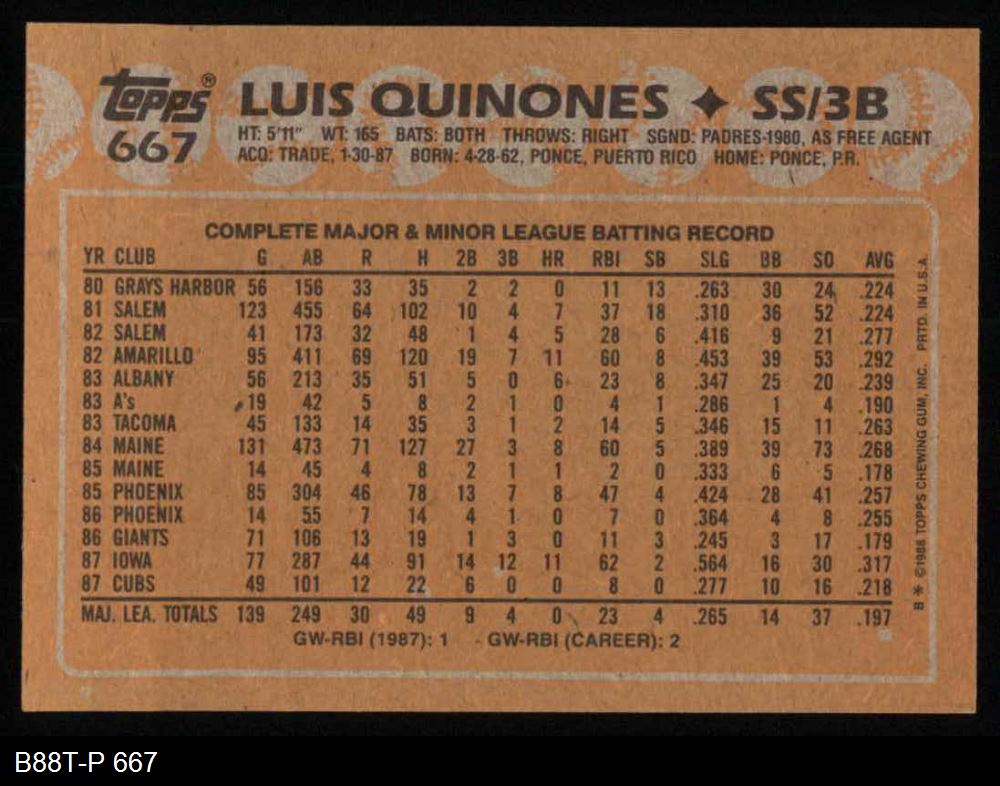 topps® LUIS QUINONES ✦ SS/3B
667 HT: 5'11" WT: 165 BATS: BOTH THROWS: RIGHT SGND: PADRES-1980, AS FREE AGENT
ACQ: TRADE, 1-30-87 BORN: 4-28-62, PONCE, PUERTO RICO HOME: PONCE, P.R.
COMPLETE MAJOR & MINOR LEAGUE BATTING RECORD
YR CLUB G AB R H 2B 3B HR RBI SB SLG BB SO AVG
80 GRAYS HARBOR 56 156 33 35 2 2 0 11 13 .263 30 24 .224
81 SALEM 123 455 64 102 10 4 7 37 18 .310 36 52 .224
82 SALEM 41 173 32 48 1 4 5 28 6 .416 9 21 .277
82 AMARILLO 95 411 69 120 19 7 11 60 8 .453 39 53 .292
83 ALBANY 56 213 35 51 5 0 6 23 8 .347 25 20 .239
83 A's 19 42 5 8 2 1 0 4 1 .286 1 4 .190
83 TACOMA 45 133 14 35 3 1 2 14 5 .346 15 11 .263
84 MAINE 131 473 71 127 27 3 8 60 5 .389 39 73 .268
85 MAINE 14 45 4 8 2 1 1 2 0 .333 6 5 .178
85 PHOENIX 85 304 46 78 13 7 8 47 4 .424 28 41 .257
86 PHOENIX 14 55 7 14 4 1 0 7 0 .364 4 8 .255
86 GIANTS 71 106 13 19 1 3 0 11 3 .245 3 17 .179
87 IOWA 77 287 44 91 14 12 11 62 2 .564 16 30 .317
87 CUBS 49 101 12 22 6 0 0 8 0 .277 10 16 .218
MAJ. LEA. TOTALS 139 249 30 49 9 4 0 23 4 .265 14 37 .197
GW-RBI (1987): 1 GW-RBI (CAREER): 2
B * ©1988 TOPPS CHEWING GUM, INC. PRTD. IN U.S.A.
B88T-P 667